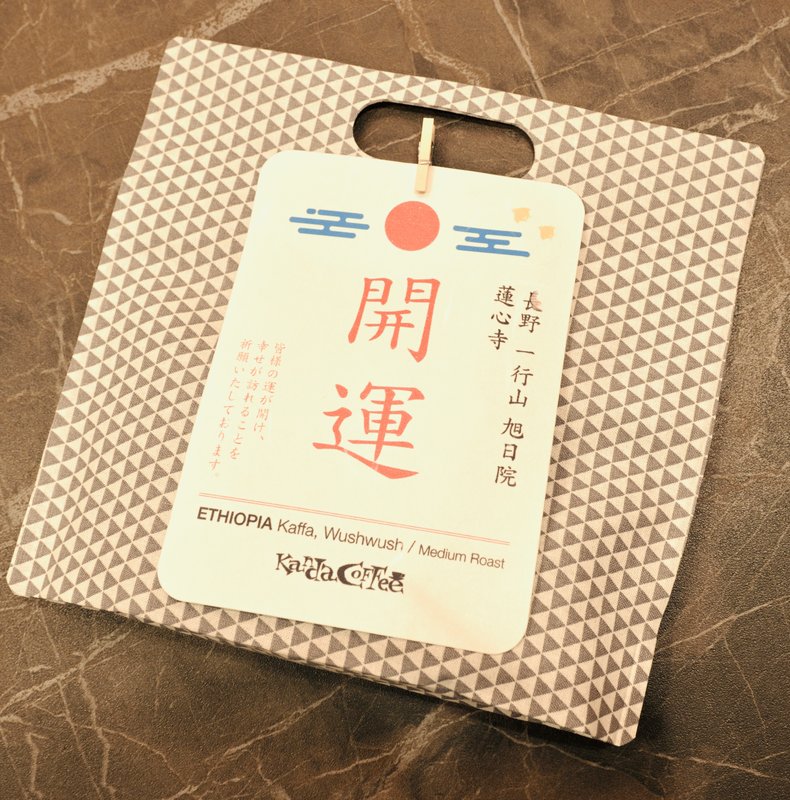 開運
長野 一行山 旭日院
蓮心寺
皆様の運が開け、
幸せが訪れることを
祈願いたしております。
ETHIOPIA Kaffa, Wushwush / Medium Roast
Kanda Coffee